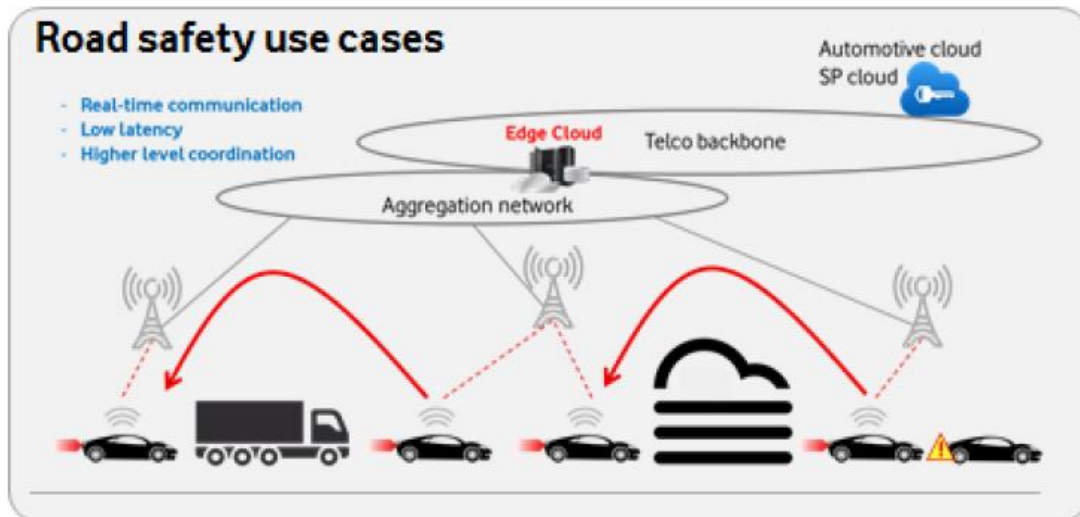 Road safety use cases
Automotive cloud
SP cloud
- Real-time communication
- Low latency
- Higher level coordination
Edge Cloud
Telco backbone
Aggregation network
!